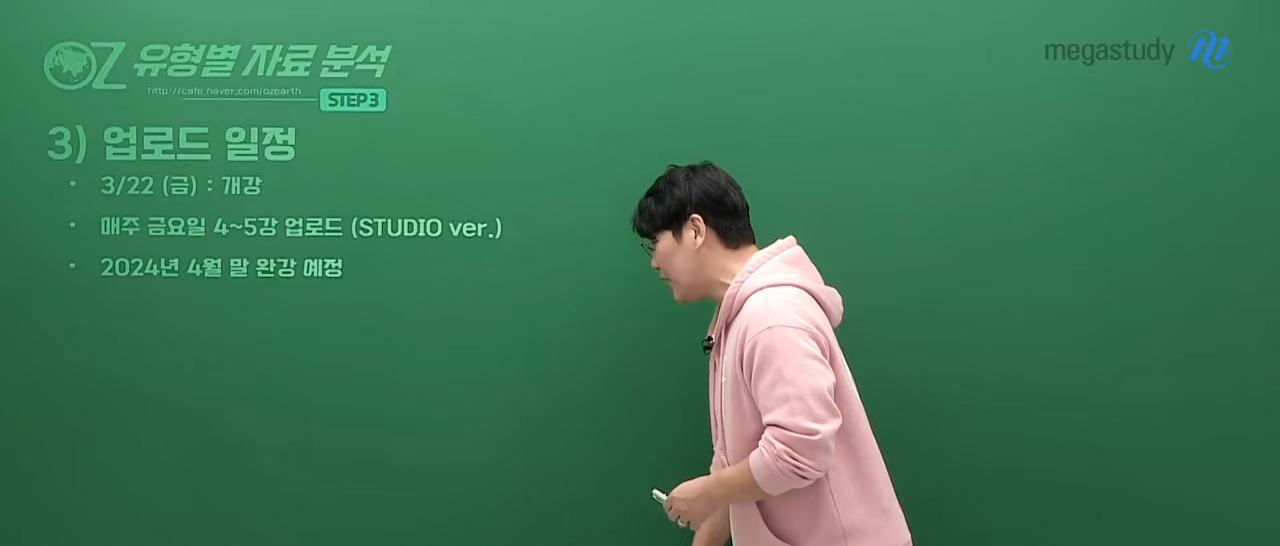 OZ 유형별 자료 분석
http://cafe.naver.com/ozearth
STEP3
megastudy
3) 업로드 일정
• 3/22 (금) : 개강
• 매주 금요일 4~5강 업로드 (STUDIO ver.)
• 2024년 4월 말 완강 예정